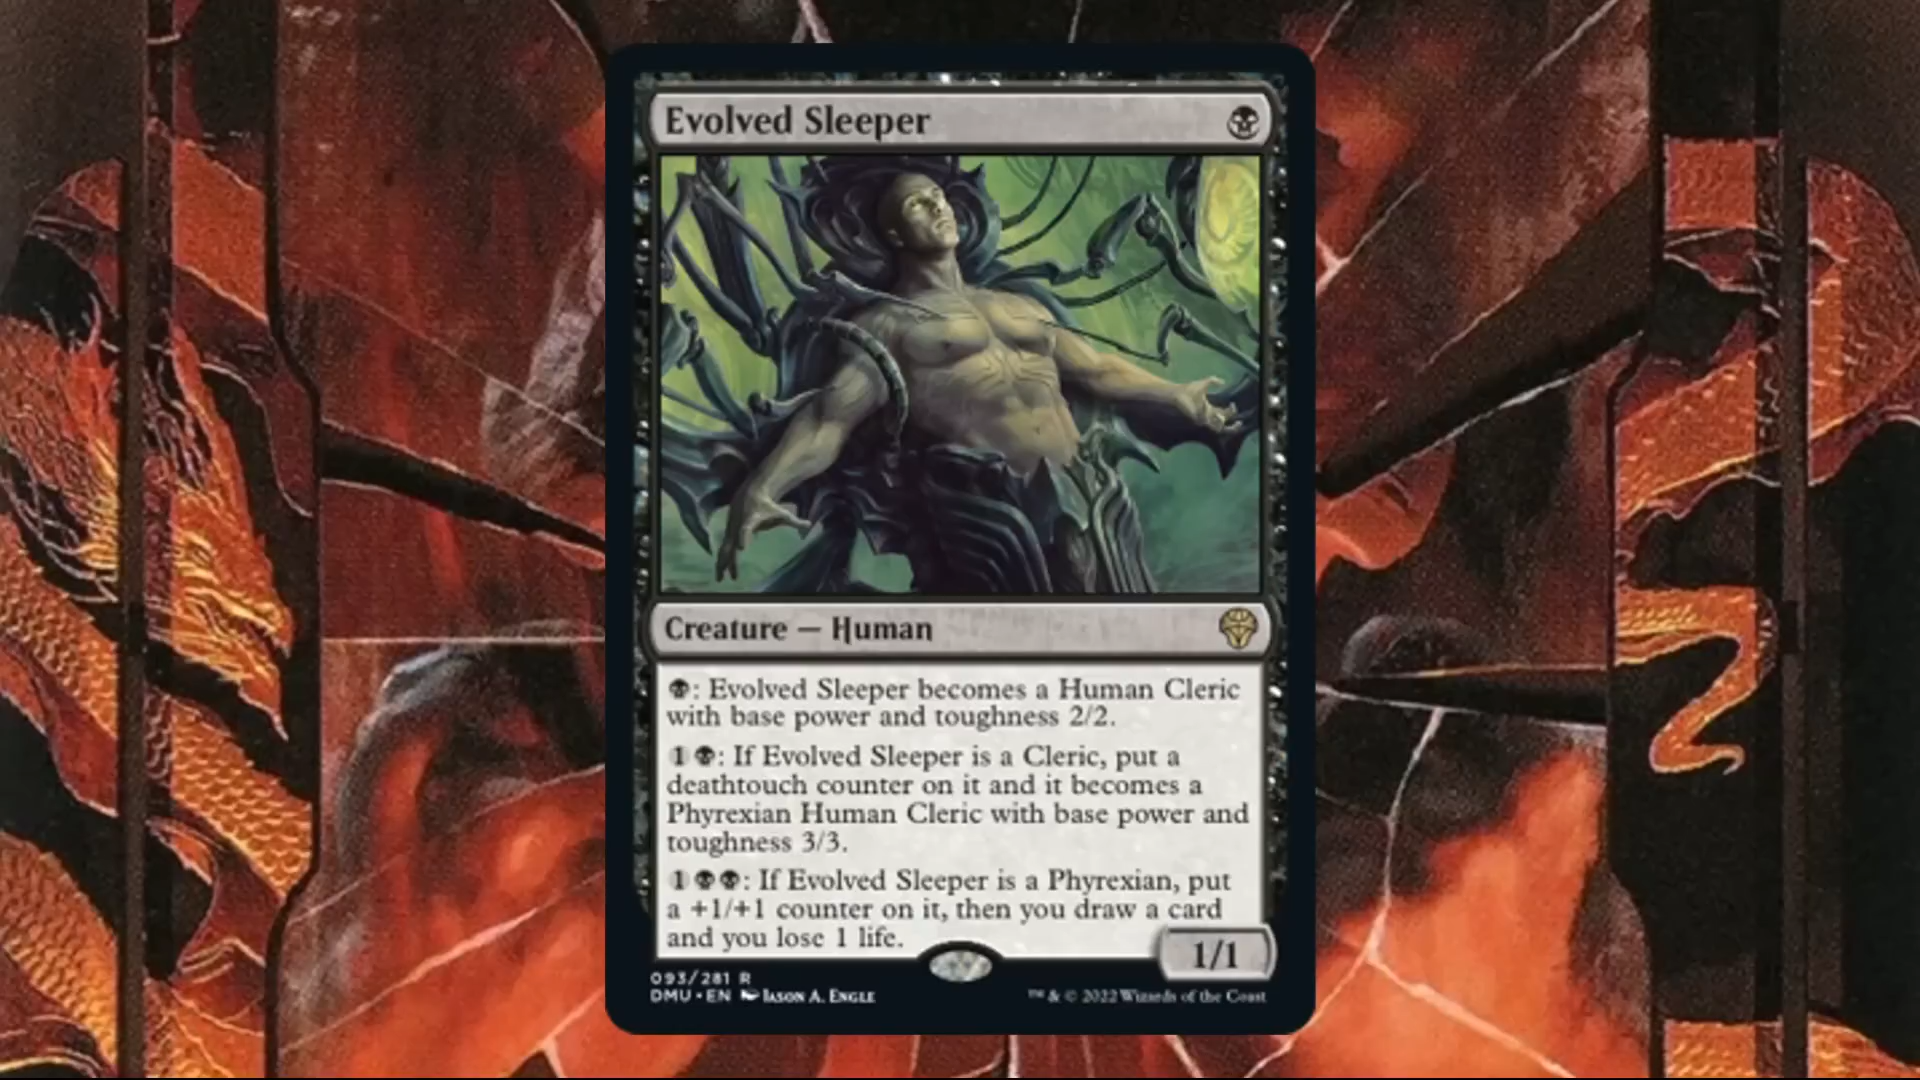 Evolved Sleeper
Creature — Human
: Evolved Sleeper becomes a Human Cleric
with base power and toughness 2/2.
1 : If Evolved Sleeper is a Cleric, put a
deathtouch counter on it and it becomes a
Phyrexian Human Cleric with base power and
toughness 3/3.
1 : If Evolved Sleeper is a Phyrexian, put
a +1/+1 counter on it, then you draw a card
and you lose 1 life.
1/1
093/281 R
DMU • EN Jason A. Engle
™ & © 2022 Wizards of the Coast